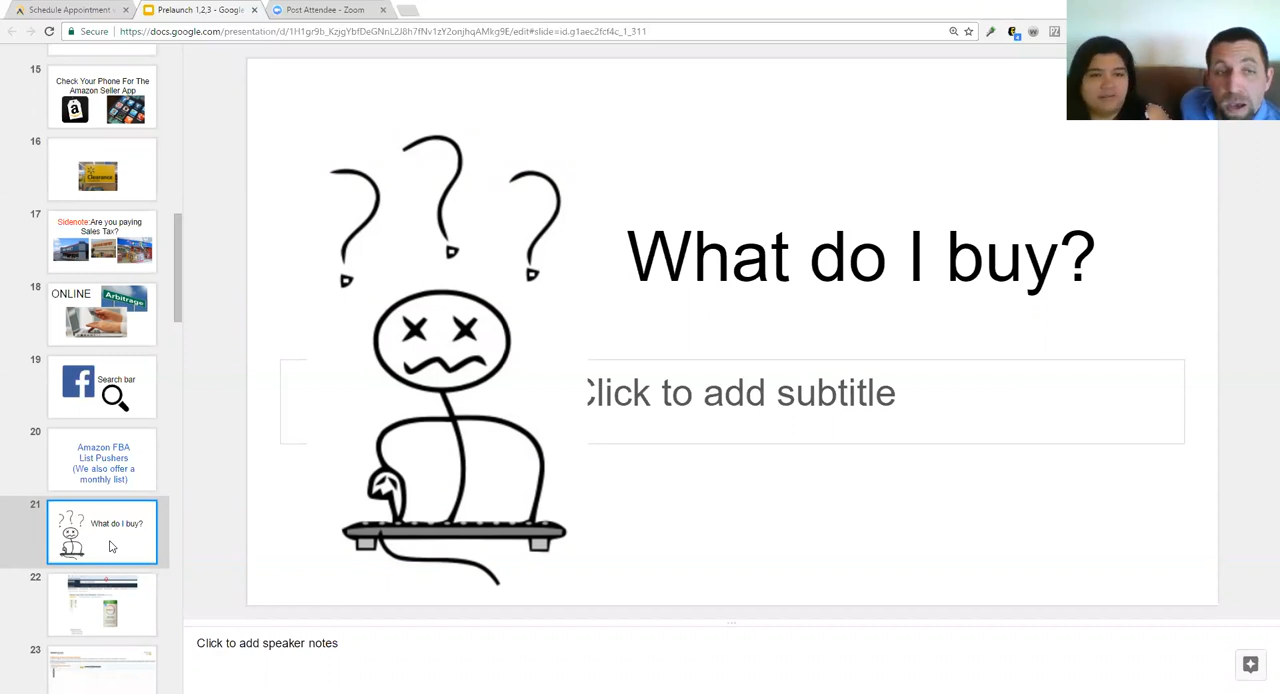 Schedule Appointment
Prelaunch 1,2,3 - Google
Post Attendee - Zoom
Secure
https://docs.google.com/presentation/d/1H1gr9b_KzjgYbfDeGNnL2J8h7fNv1zY2onjhqAMkg9E/edit#slide=id.g1aec2fcf4c_1_311
15
Check Your Phone For The
Amazon Seller App
a
16
Clearance
17
Sidenote:Are you paying
Sales Tax?
18
ONLINE
Arbitrage
19
f
Search bar
20
Amazon FBA
List Pushers
(We also offer a
monthly list)
21
???
What do I buy?
22
23
???
What do I buy?
Click to add subtitle
Click to add speaker notes